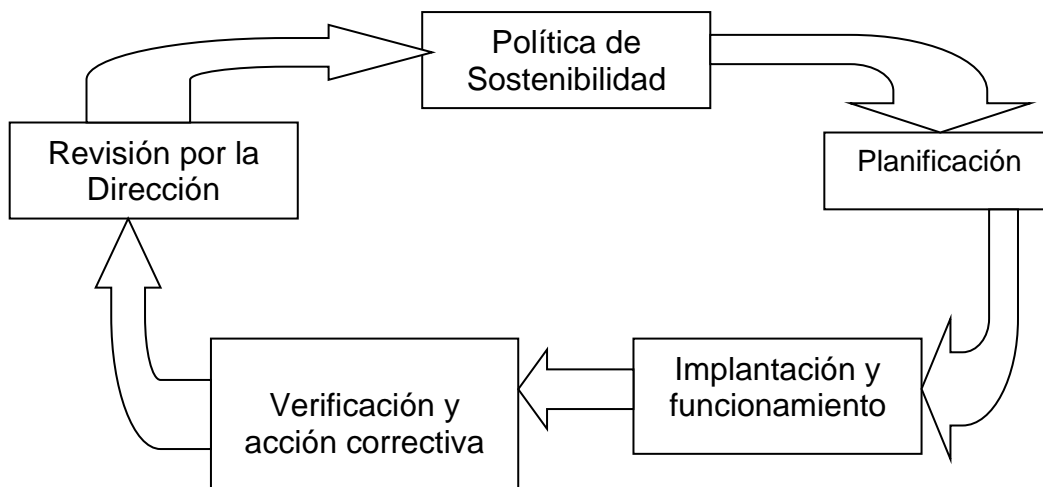 Política de
Sostenibilidad
Revisión por la
Dirección
Planificación
Implantación y
funcionamiento
Verificación y
acción correctiva